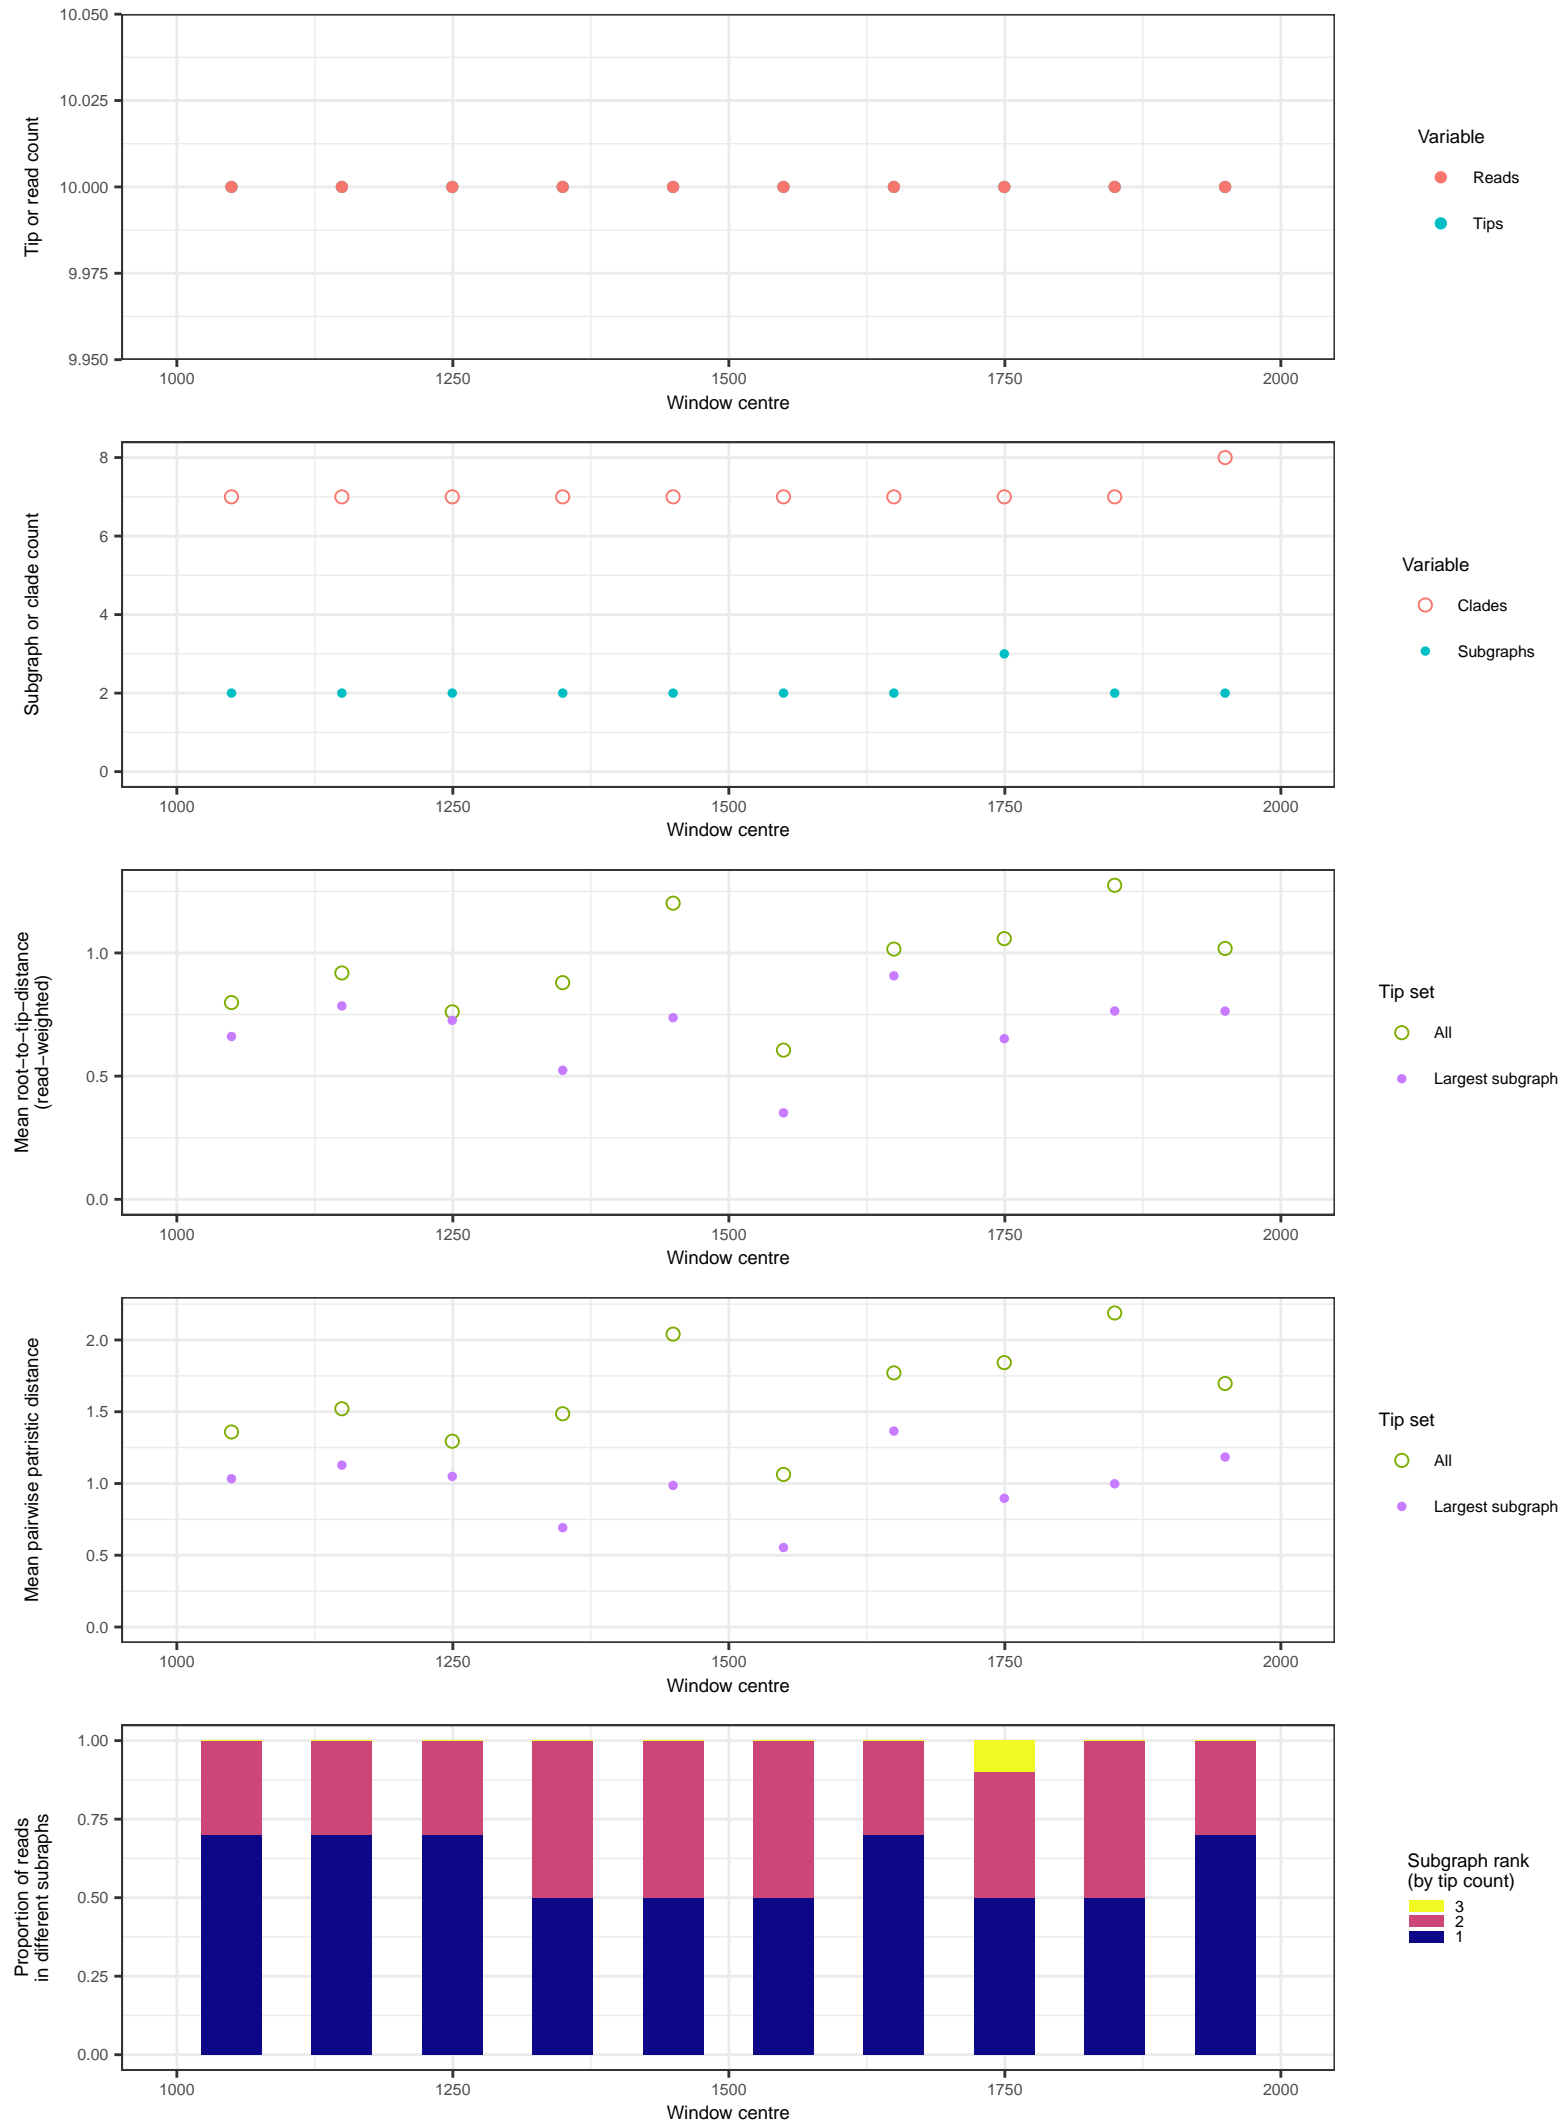 10.050
10.025
10.000
9.975
9.950
Tip or read count
1000 1250 1500 1750 2000
Window centre
Variable
Reads
Tips
8
6
4
2
0
Subgraph or clade count
1000 1250 1500 1750 2000
Window centre
Variable
Clades
Subgraphs
1.0
0.5
0.0
Mean root−to−tip−distance
(read−weighted)
1000 1250 1500 1750 2000
Window centre
Tip set
All
Largest subgraph
2.0
1.5
1.0
0.5
0.0
Mean pairwise patristic distance
1000 1250 1500 1750 2000
Window centre
Tip set
All
Largest subgraph
1.00
0.75
0.50
0.25
0.00
Proportion of reads
in different subraphs
1000 1250 1500 1750 2000
Window centre
Subgraph rank
(by tip count)
3
2
1